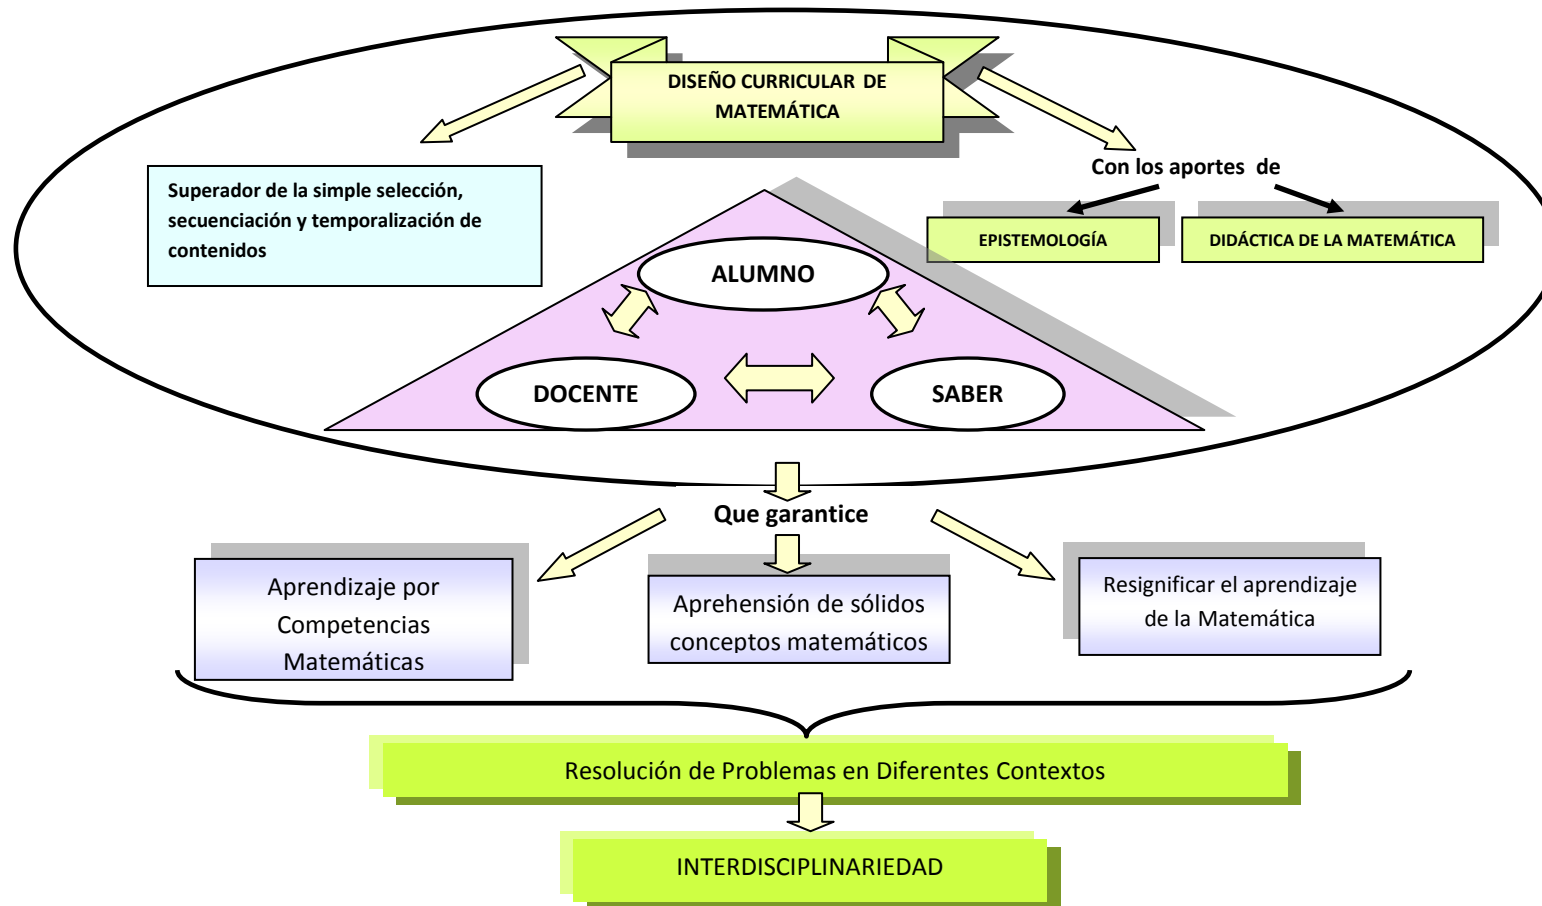 DISEÑO CURRICULAR DE
MATEMÁTICA
Superador de la simple selección,
secuenciación y temporalización de
contenidos
Con los aportes de
EPISTEMOLOGÍA
DIDÁCTICA DE LA MATEMÁTICA
ALUMNO
DOCENTE
SABER
Que garantice
Aprendizaje por
Competencias
Matemáticas
Aprehensión de sólidos
conceptos matemáticos
Resignificar el aprendizaje
de la Matemática
Resolución de Problemas en Diferentes Contextos
INTERDISCIPLINARIEDAD